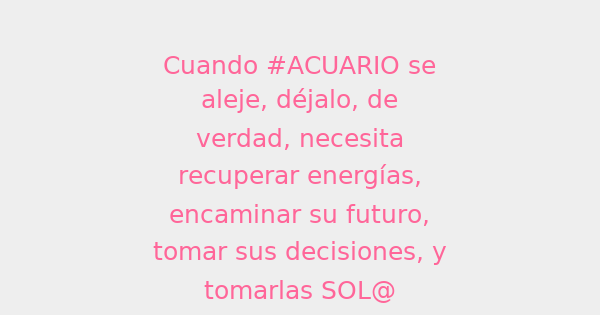 Cuando #ACUARIO se
aleje, déjalo, de
verdad, necesita
recuperar energías,
encaminar su futuro,
tomar sus decisiones, y
tomarlas SOL@